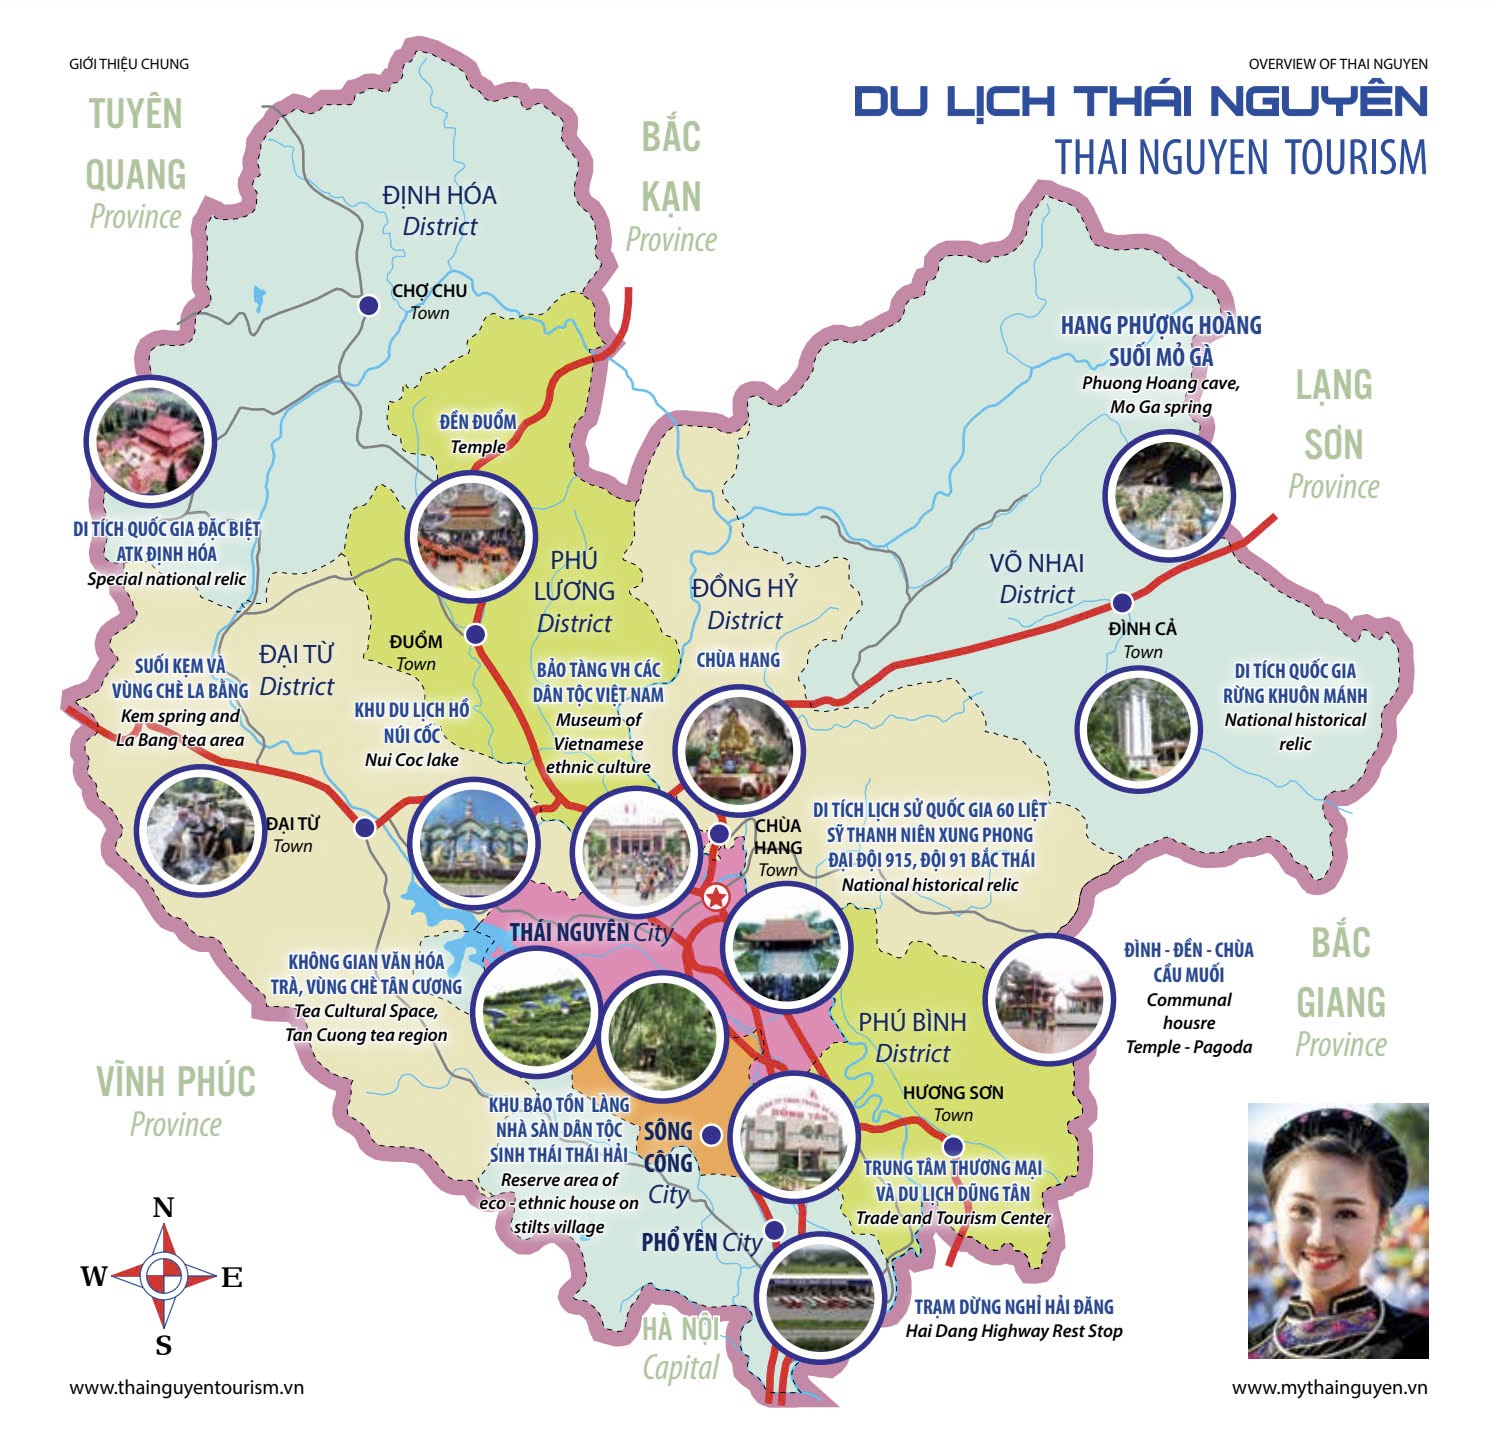 GIỚI THIỆU CHUNG
OVERVIEW OF THAI NGUYEN
DU LỊCH THÁI NGUYÊN
THAI NGUYEN TOURISM
TUYÊN
QUANG
Province
BẮC
KẠN
Province
ĐỊNH HÓA
District
CHỢ CHU
Town
HANG PHƯỢNG HOÀNG
SUỐI MỎ GÀ
Phuong Hoang cave,
Mo Ga spring
LẠNG
SƠN
Province
ĐỀN ĐUỔM
Temple
DI TÍCH QUỐC GIA ĐẶC BIỆT
ATK ĐỊNH HÓA
Special national relic
PHÚ
LƯƠNG
District
ĐỒNG HỶ
District
VÕ NHAI
District
ĐÌNH CẢ
Town
ĐUỔM
Town
ĐẠI TỪ
District
SUỐI KẸM VÀ
VÙNG CHÈ LA BẰNG
Kem spring and
La Bang tea area
KHU DU LỊCH HỒ
NÚI CỐC
Nui Coc lake
BẢO TÀNG VH CÁC
DÂN TỘC VIỆT NAM
Museum of
Vietnamese
ethnic culture
CHÙA HANG
DI TÍCH QUỐC GIA
RỪNG KHUÔN MÁNH
National historical
relic
ĐẠI TỪ
Town
CHÙA
HANG
Town
DI TÍCH LỊCH SỬ QUỐC GIA 60 LIỆT
SỸ THANH NIÊN XUNG PHONG
ĐẠI ĐỘI 915, ĐỘI 91 BẮC THÁI
National historical relic
THÁI NGUYÊN City
KHÔNG GIAN VĂN HÓA
TRÀ, VÙNG CHÈ TÂN CƯƠNG
Tea Cultural Space,
Tan Cuong tea region
PHÚ BÌNH
District
ĐÌNH - ĐỀN - CHÙA
CẦU MUỐI
Communal
housre
Temple - Pagoda
BẮC
GIANG
Province
VĨNH PHÚC
Province
HƯƠNG SƠN
Town
KHU BẢO TỒN LÀNG
NHÀ SÀN DÂN TỘC
SINH THÁI THÁI HẢI
Reserve area of
eco - ethnic house on
stilts village
SÔNG
CÔNG
City
TRUNG TÂM THƯƠNG MẠI
VÀ DU LỊCH DŨNG TÂN
Trade and Tourism Center
PHỔ YÊN City
TRẠM DỪNG NGHỈ HẢI ĐĂNG
Hai Dang Highway Rest Stop
HÀ NỘI
Capital
N
W
E
S
www.thainguyentourism.vn
www.mythainguyen.vn